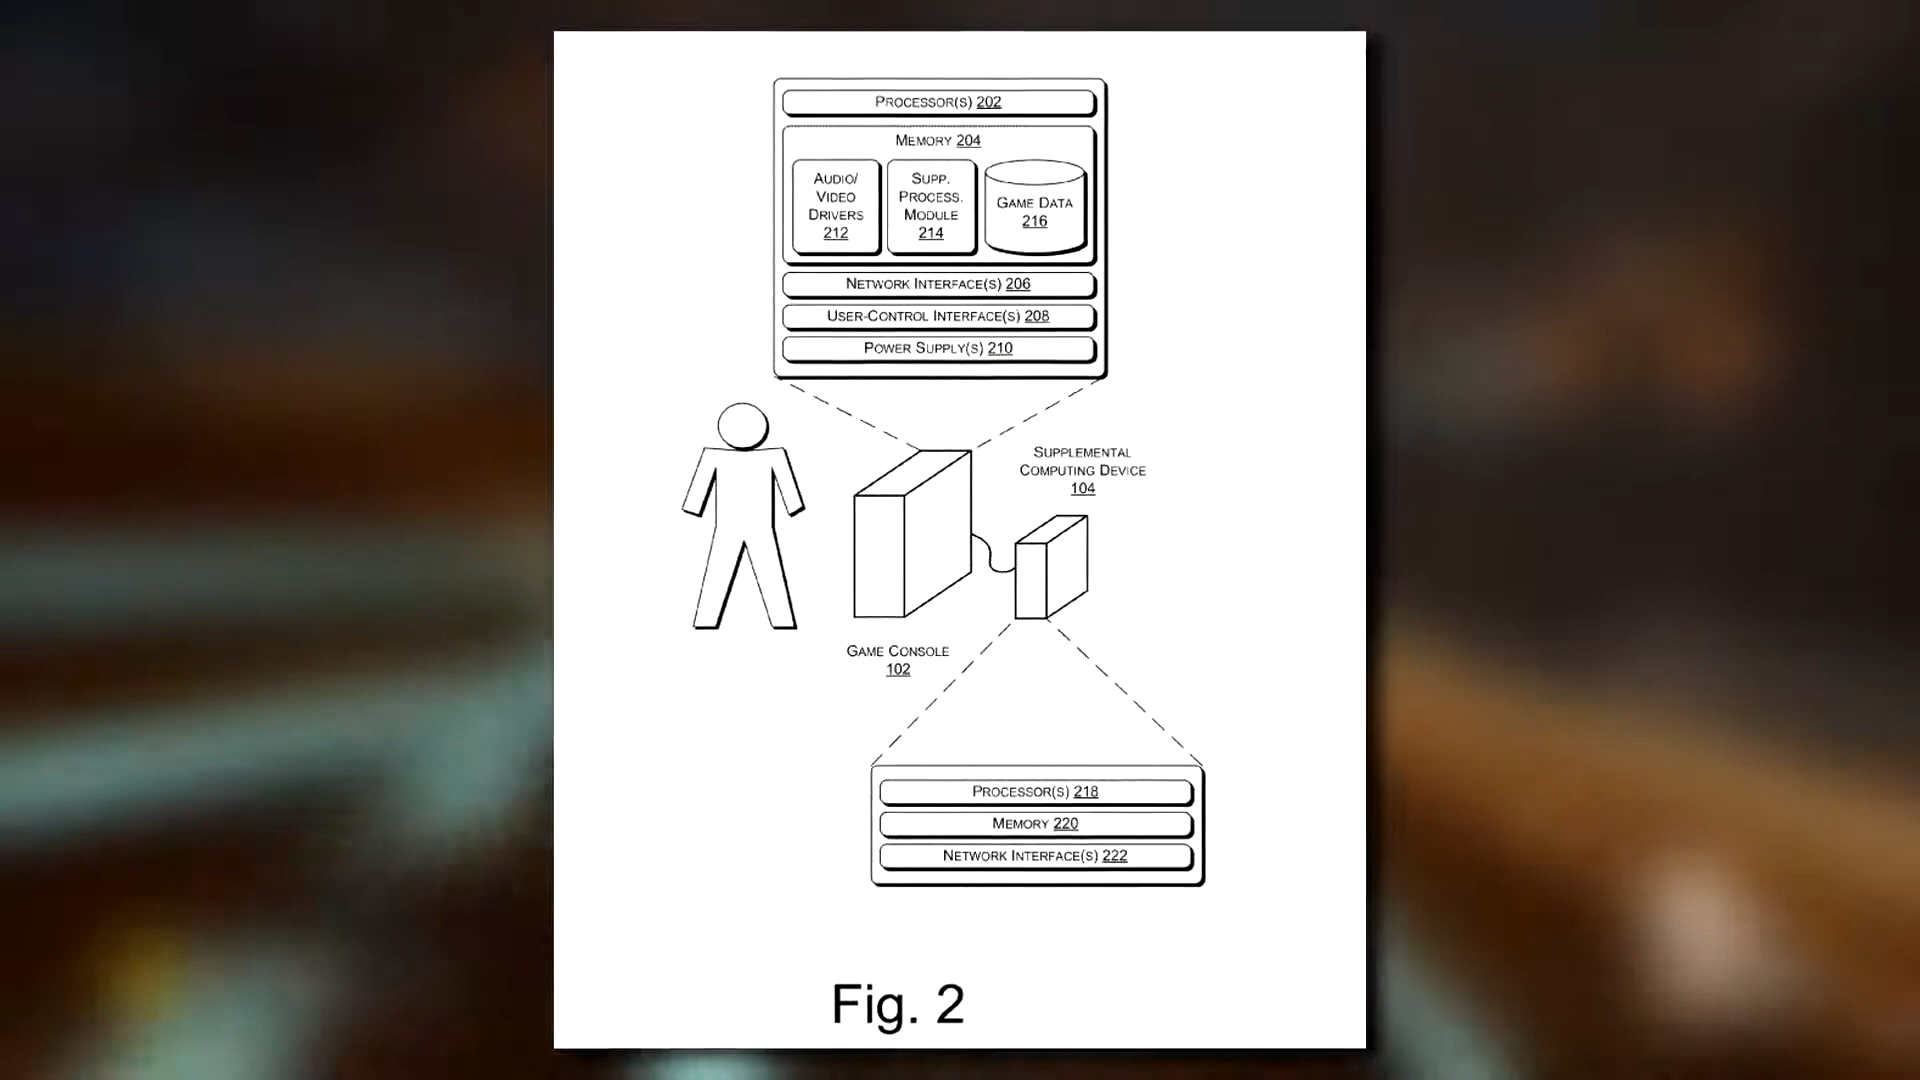 PROCESSOR(S) 202
MEMORY 204
AUDIO/
VIDEO
DRIVERS
212
SUPP.
PROCESS.
MODULE
214
GAME DATA
216
NETWORK INTERFACE(S) 206
USER-CONTROL INTERFACE(S) 208
POWER SUPPLY(S) 210
SUPPLEMENTAL
COMPUTING DEVICE
104
GAME CONSOLE
102
PROCESSOR(S) 218
MEMORY 220
NETWORK INTERFACE(S) 222
Fig. 2